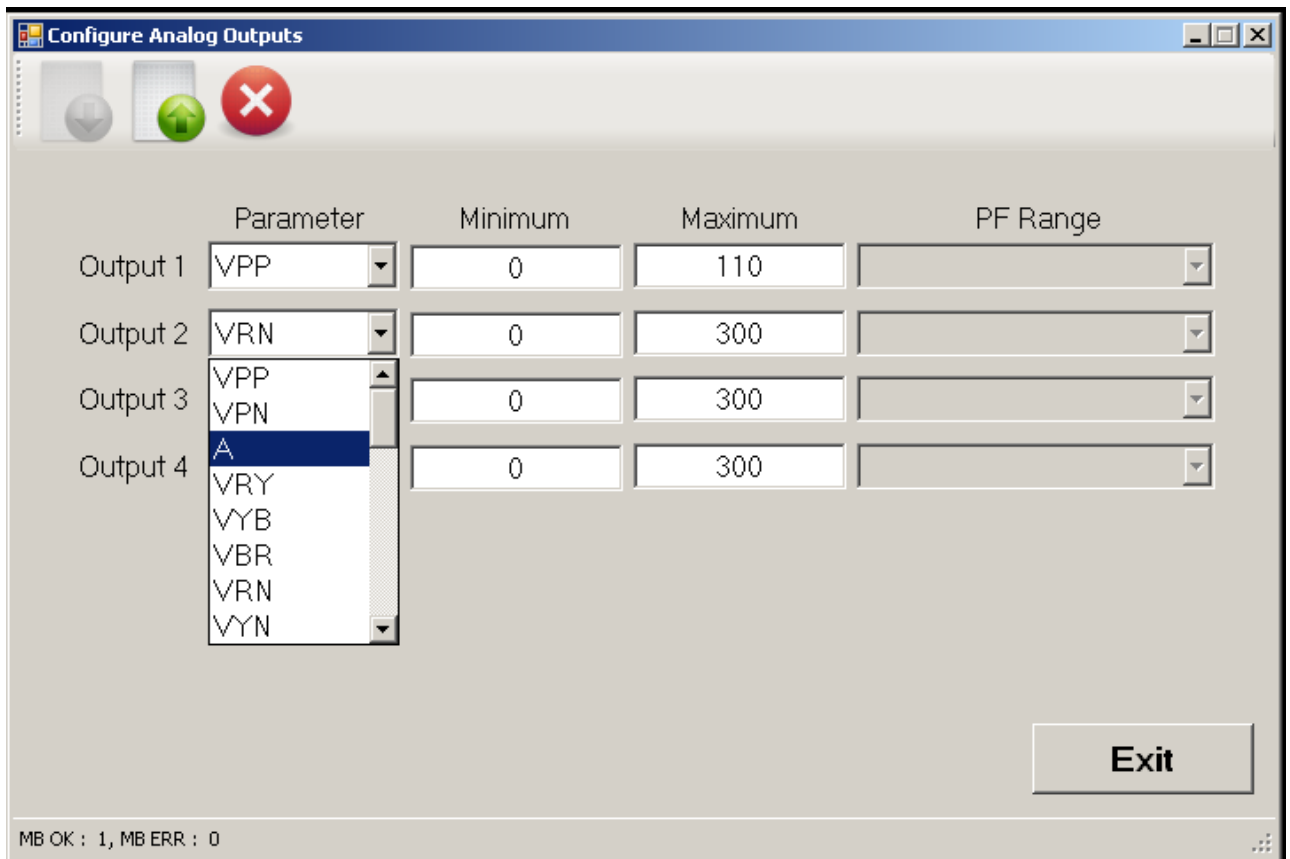 Configure Analog Outputs
Parameter Minimum Maximum PF Range
Output 1 VPP 0 110
Output 2 VRN 0 300
VPP
VPN
Output 3 0 300
A
VRY
Output 4 0 300
VYB
VBR
VRN
VYN
Exit
MB OK : 1, MB ERR : 0